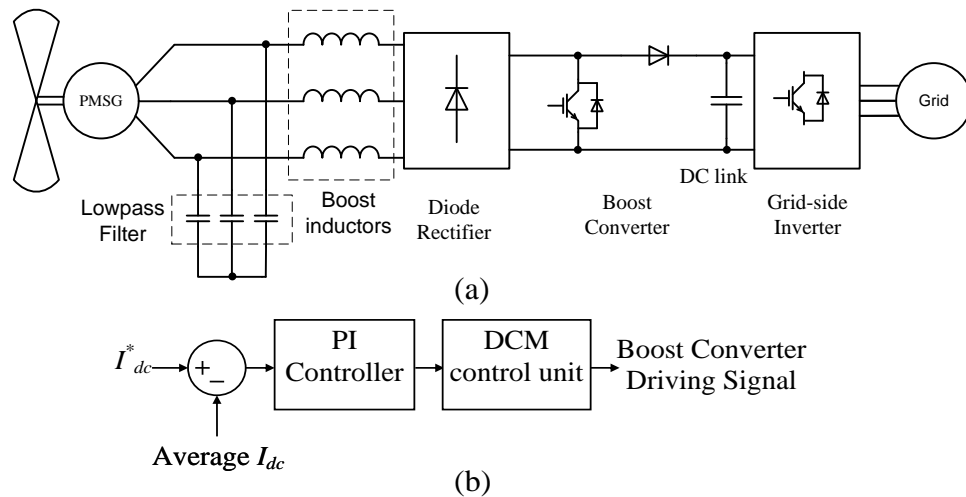 PMSG
Grid
DC link
Lowpass
Filter
Boost
inductors
Diode
Rectifier
Boost
Converter
Grid-side
Inverter
(a)
I*dc
+
−
PI
Controller
DCM
control unit
Boost Converter
Driving Signal
Average Idc
(b)